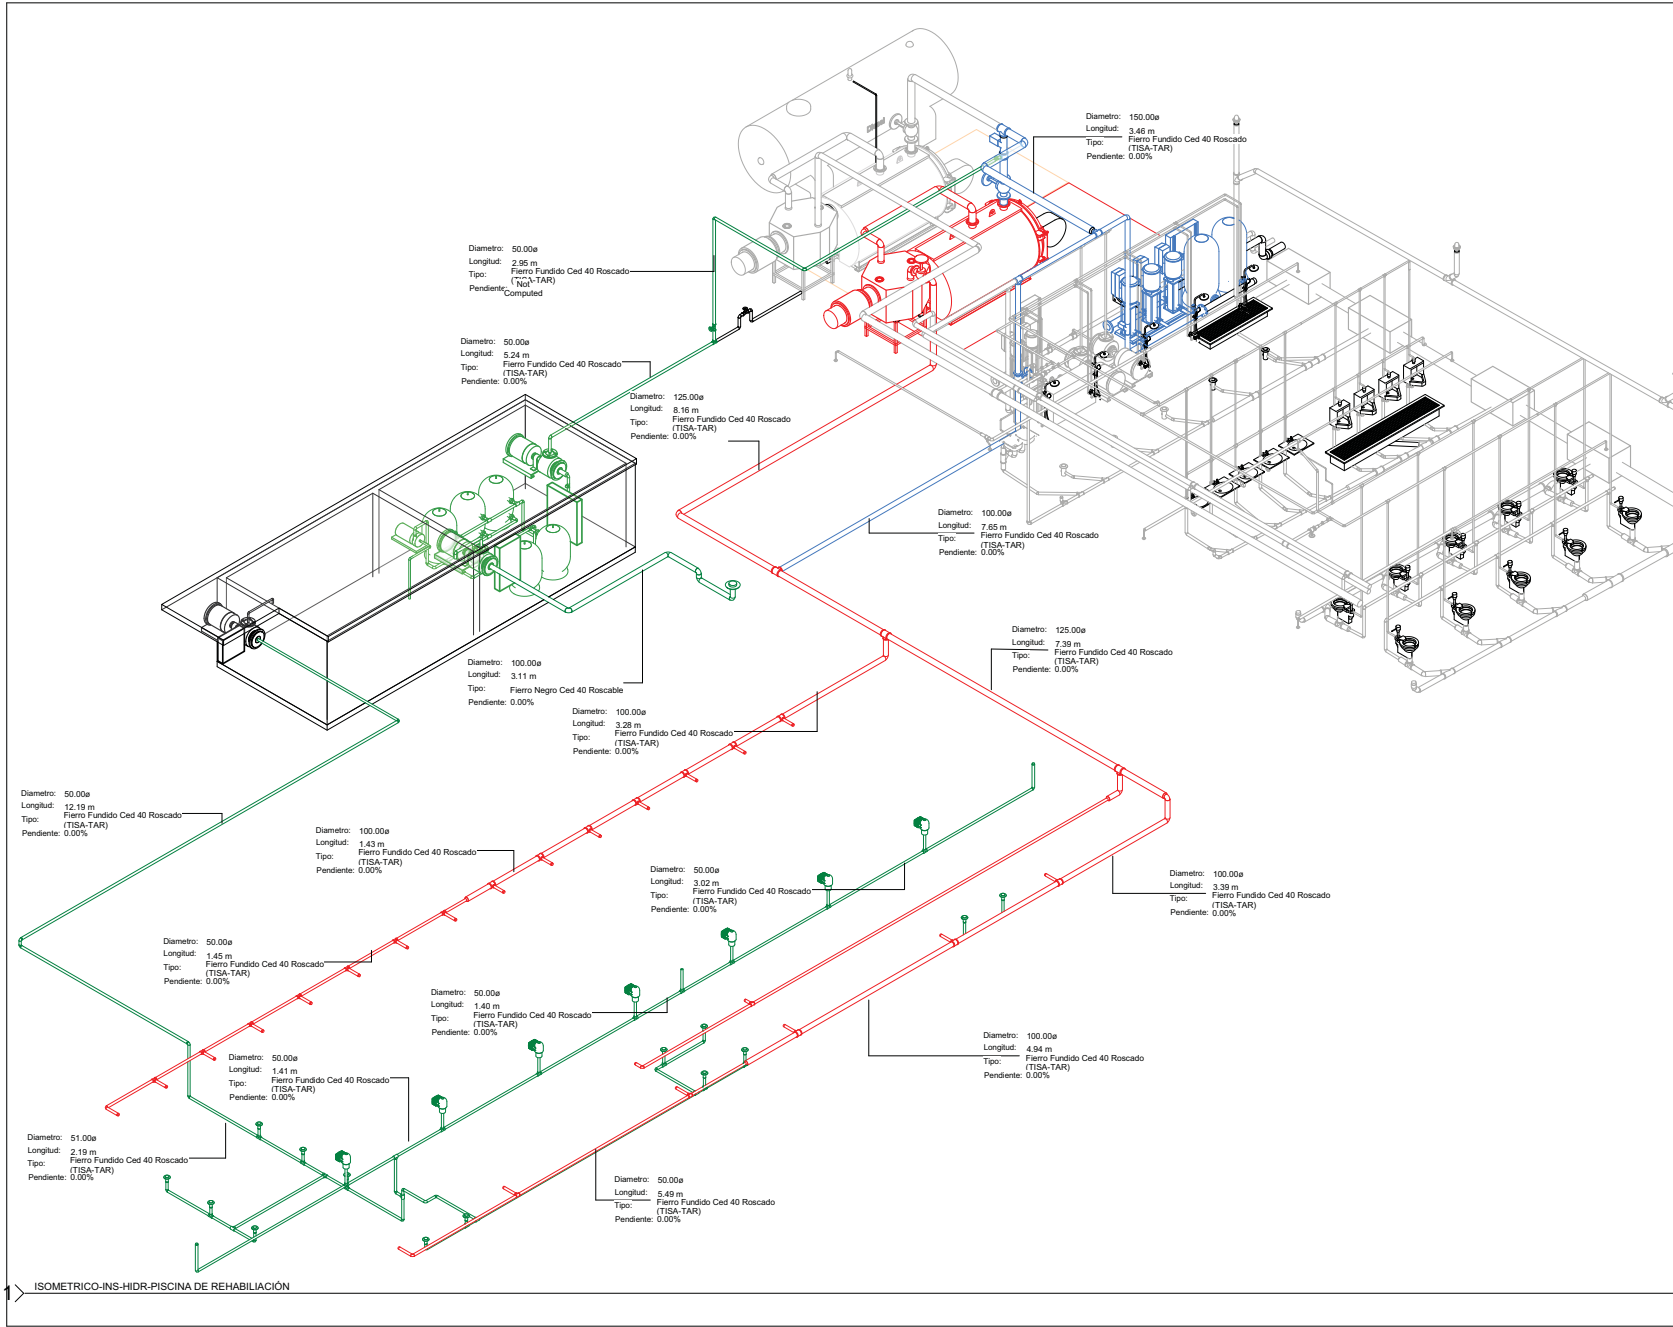 Diametro: 150.00ø
Longitud: 3.46 m
Tipo: Fierro Fundido Ced 40 Roscado
(TISA-TAR)
Pendiente: 0.00%
Diametro: 50.00ø
Longitud: 2.95 m
Tipo: Fierro Fundido Ced 40 Roscado
(TISA-TAR)
Pendiente: Not
Computed
Diametro: 50.00ø
Longitud: 5.24 m
Tipo: Fierro Fundido Ced 40 Roscado
(TISA-TAR)
Pendiente: 0.00%
Diametro: 125.00ø
Longitud: 8.16 m
Tipo: Fierro Fundido Ced 40 Roscado
(TISA-TAR)
Pendiente: 0.00%
Diametro: 100.00ø
Longitud: 7.65 m
Tipo: Fierro Fundido Ced 40 Roscado
(TISA-TAR)
Pendiente: 0.00%
Diametro: 125.00ø
Longitud: 7.39 m
Tipo: Fierro Fundido Ced 40 Roscado
(TISA-TAR)
Pendiente: 0.00%
Diametro: 100.00ø
Longitud: 3.11 m
Tipo: Fierro Negro Ced 40 Roscable
Pendiente: 0.00%
Diametro: 100.00ø
Longitud: 3.28 m
Tipo: Fierro Fundido Ced 40 Roscado
(TISA-TAR)
Pendiente: 0.00%
Diametro: 50.00ø
Longitud: 12.19 m
Tipo: Fierro Fundido Ced 40 Roscado
(TISA-TAR)
Pendiente: 0.00%
Diametro: 100.00ø
Longitud: 1.43 m
Tipo: Fierro Fundido Ced 40 Roscado
(TISA-TAR)
Pendiente: 0.00%
Diametro: 50.00ø
Longitud: 3.02 m
Tipo: Fierro Fundido Ced 40 Roscado
(TISA-TAR)
Pendiente: 0.00%
Diametro: 100.00ø
Longitud: 3.39 m
Tipo: Fierro Fundido Ced 40 Roscado
(TISA-TAR)
Pendiente: 0.00%
Diametro: 50.00ø
Longitud: 1.45 m
Tipo: Fierro Fundido Ced 40 Roscado
(TISA-TAR)
Pendiente: 0.00%
Diametro: 50.00ø
Longitud: 1.40 m
Tipo: Fierro Fundido Ced 40 Roscado
(TISA-TAR)
Pendiente: 0.00%
Diametro: 100.00ø
Longitud: 4.94 m
Tipo: Fierro Fundido Ced 40 Roscado
(TISA-TAR)
Pendiente: 0.00%
Diametro: 50.00ø
Longitud: 1.41 m
Tipo: Fierro Fundido Ced 40 Roscado
(TISA-TAR)
Pendiente: 0.00%
Diametro: 51.00ø
Longitud: 2.19 m
Tipo: Fierro Fundido Ced 40 Roscado
(TISA-TAR)
Pendiente: 0.00%
Diametro: 50.00ø
Longitud: 5.49 m
Tipo: Fierro Fundido Ced 40 Roscado
(TISA-TAR)
Pendiente: 0.00%
1 ISOMETRICO-INS-HIDR-PISCINA DE REHABILIACIÓN